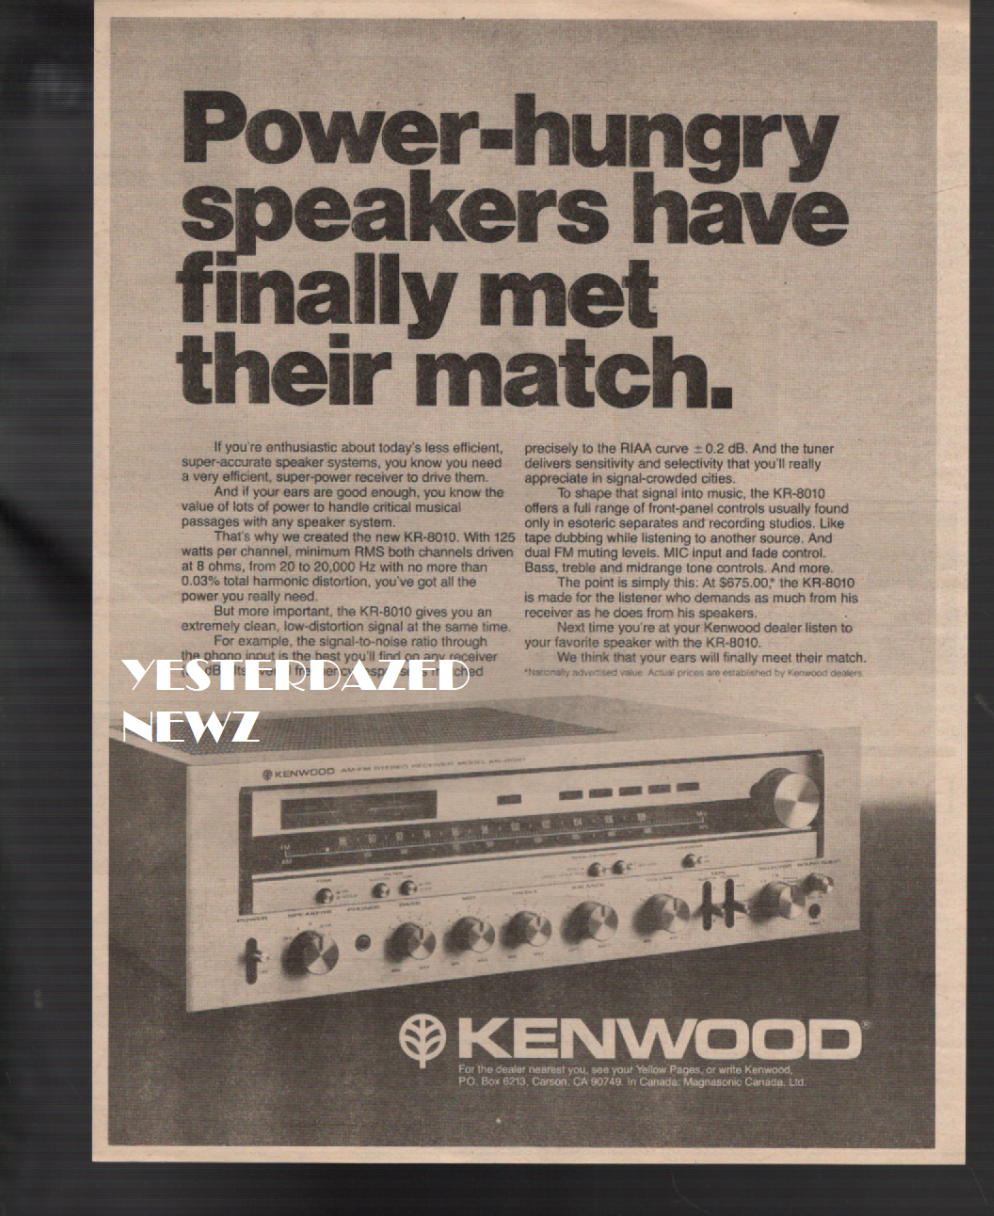 Power-hungry
speakers have
finally met
their match.
If you're enthusiastic about today's less efficient,
super-accurate speaker systems, you know you need
a very efficient, super-power receiver to drive them.
And if your ears are good enough, you know the
value of lots of power to handle critical musical
passages with any speaker system.
That's why we created the new KR-8010. With 125
watts per channel, minimum RMS both channels driven
at 8 ohms, from 20 to 20,000 Hz with no more than
0.03% total harmonic distortion, you've got all the
power you really need.
But more important, the KR-8010 gives you an
extremely clean, low-distortion signal at the same time.
For example, the signal-to-noise ratio through
the phono input is the best you'll find on any receiver
precisely to the RIAA curve ±0.2 dB. And the tuner
delivers sensitivity and selectivity that you'll really
appreciate in signal-crowded cities.
To shape that signal into music, the KR-8010
offers a full range of front-panel controls usually found
only in esoteric separates and recording studios. Like
tape dubbing while listening to another source. And
dual FM muting levels. MIC input and fade control.
Bass, treble and midrange tone controls. And more.
The point is simply this: At $675.00,* the KR-8010
is made for the listener who demands as much from his
receiver as he does from his speakers.
Next time you're at your Kenwood dealer listen to
your favorite speaker with the KR-8010.
We think that your ears will finally meet their match.
*Nationally advertised value. Actual prices are established by Kenwood dealers.
YESTERDAZED
NEWZ
KENWOOD AM-FM STEREO RECEIVER MODEL KR-8010
FM
AM
POWER SPEAKERS PHONES BASS
KENWOOD®
For the dealer nearest you, see your Yellow Pages, or write Kenwood,
P.O. Box 6213, Carson, CA 90749. In Canada: Magnasonic Canada, Ltd.